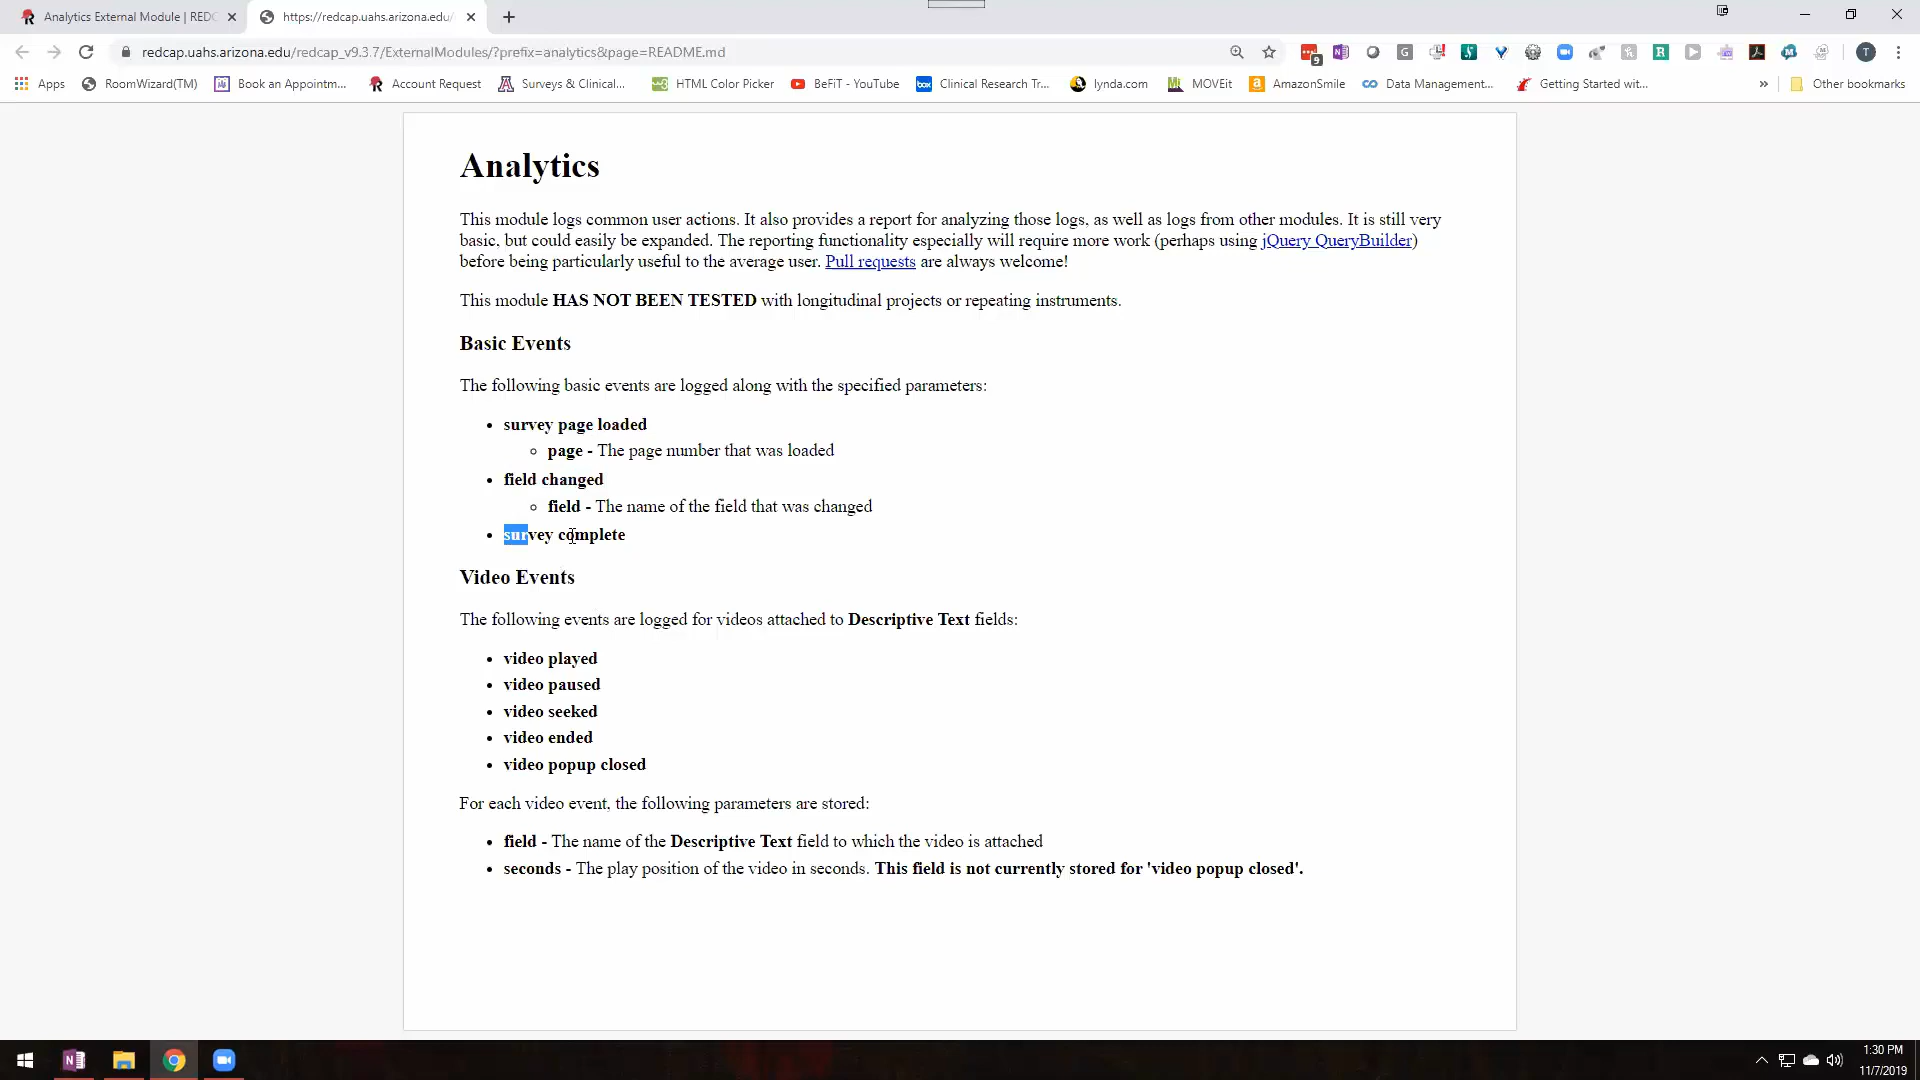 Analytics External Module | REDC
https://redcap.uahs.arizona.edu/
redcap.uahs.arizona.edu/redcap_v9.3.7/ExternalModules/?prefix=analytics&page=README.md
Apps RoomWizard(TM) Book an Appointm... Account Request Surveys & Clinical... HTML Color Picker BeFiT - YouTube Clinical Research Tr... lynda.com MOVEit AmazonSmile Data Management... Getting Started wit... » Other bookmarks
Analytics
This module logs common user actions. It also provides a report for analyzing those logs, as well as logs from other modules. It is still very
basic, but could easily be expanded. The reporting functionality especially will require more work (perhaps using jQuery QueryBuilder)
before being particularly useful to the average user. Pull requests are always welcome!
This module HAS NOT BEEN TESTED with longitudinal projects or repeating instruments.
Basic Events
The following basic events are logged along with the specified parameters:
survey page loaded
page - The page number that was loaded
field changed
field - The name of the field that was changed
survey complete
Video Events
The following events are logged for videos attached to Descriptive Text fields:
video played
video paused
video seeked
video ended
video popup closed
For each video event, the following parameters are stored:
field - The name of the Descriptive Text field to which the video is attached
seconds - The play position of the video in seconds. This field is not currently stored for 'video popup closed'.
1:30 PM
11/7/2019